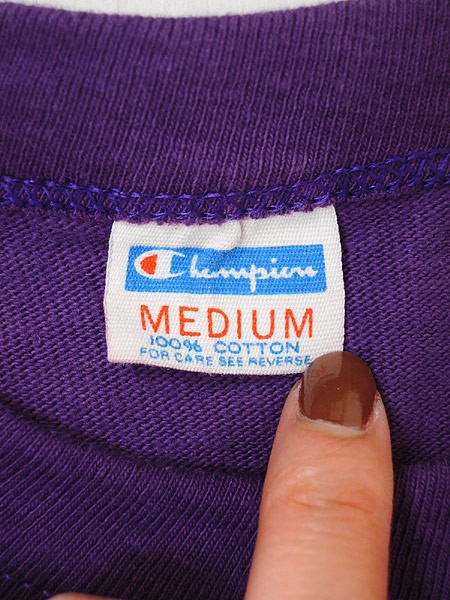 Champion
MEDIUM
100% COTTON
FOR CARE SEE REVERSE